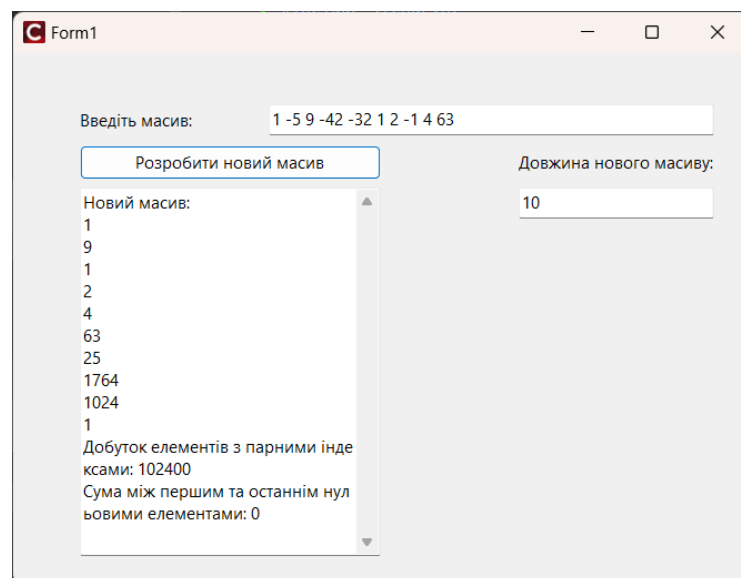 Form1
Введіть масив:
1 -5 9 -42 -32 1 2 -1 4 63
Розробити новий масив
Довжина нового масиву:
10
Новий масив:
1
9
1
2
4
63
25
1764
1024
1
Добуток елементів з парними інде
ксами: 102400
Сума між першим та останнім нул
ьовими елементами: 0